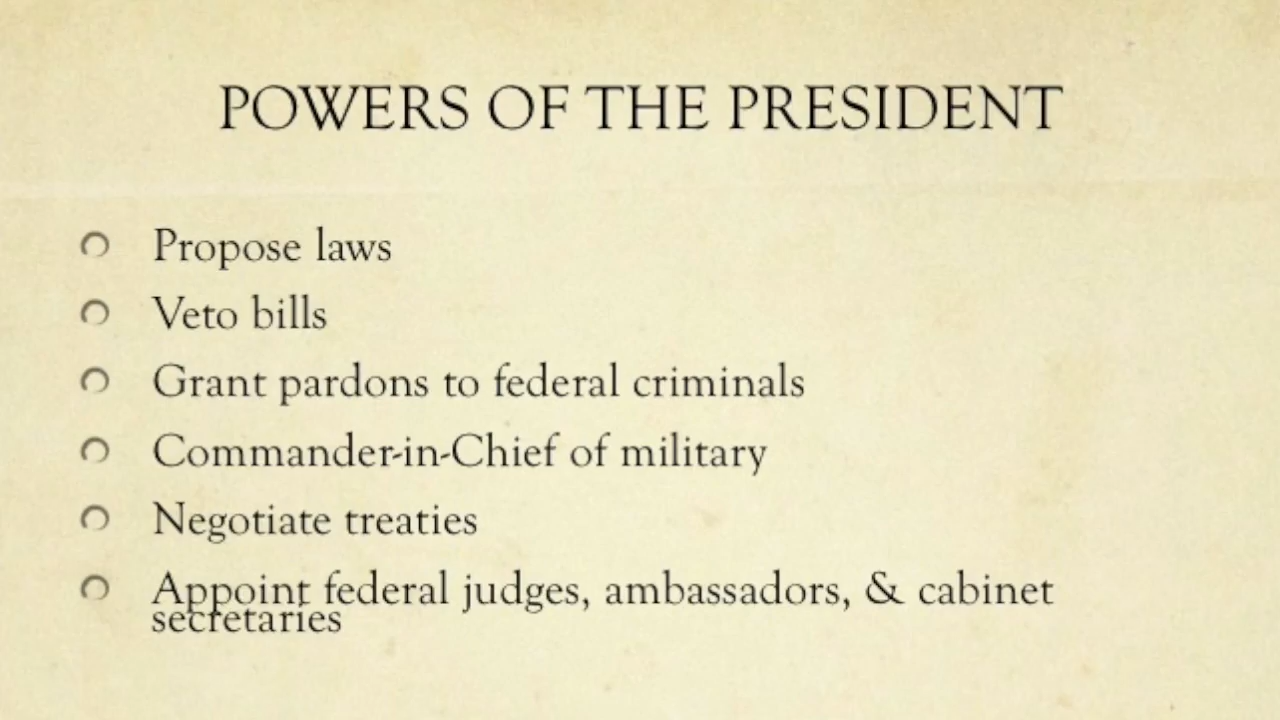 POWERS OF THE PRESIDENT
Propose laws
Veto bills
Grant pardons to federal criminals
Commander-in-Chief of military
Negotiate treaties
Appoint federal judges, ambassadors, & cabinet
secretaries